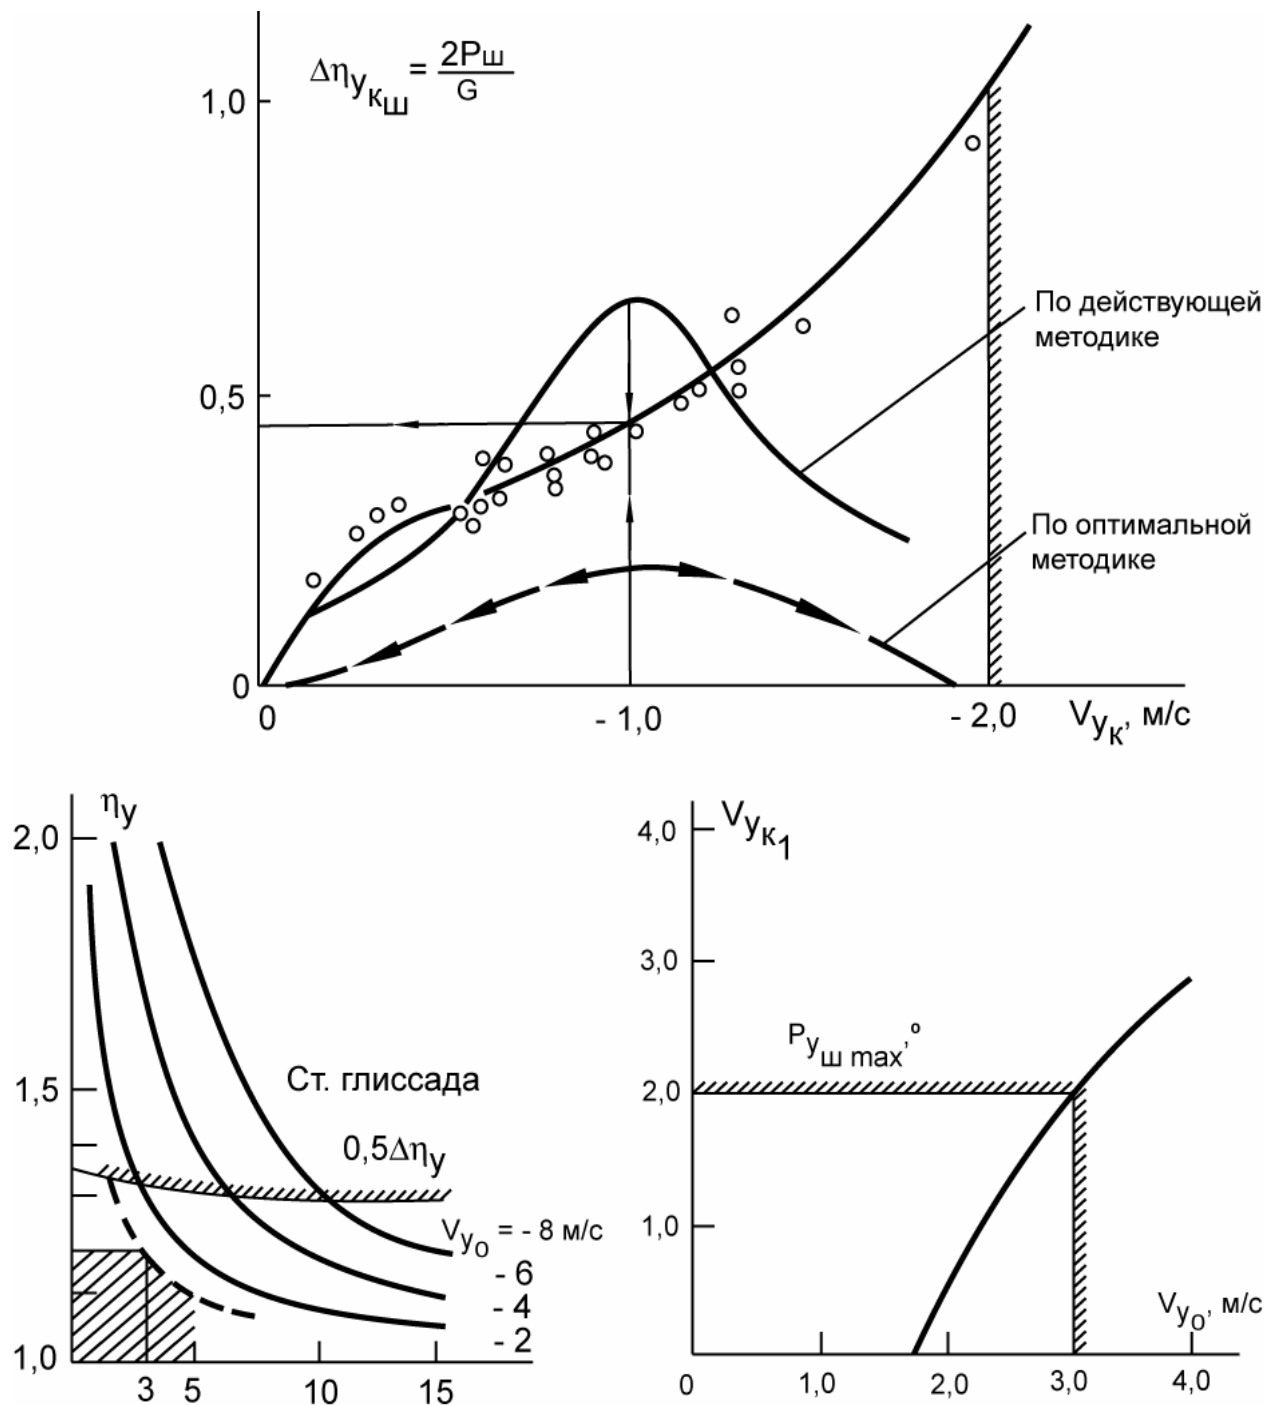 Δηyкш = 2Рш/G
1,0
0,5
0
0
- 1,0
- 2,0
Vyк, м/с
По действующей
методике
По оптимальной
методике
ηy
2,0
1,5
1,0
Ст. глиссада
0,5Δηy
Vyo = - 8 м/с
- 6
- 4
- 2
3
5
10
15
Vyк1
4,0
3,0
2,0
1,0
Рyш max,°
Vyo, м/с
0
1,0
2,0
3,0
4,0